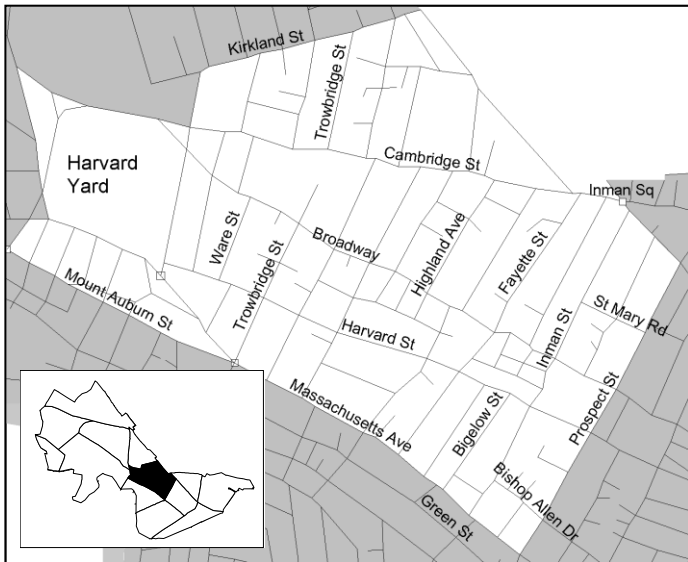 Kirkland St
Trowbridge St
Harvard
Yard
Cambridge St
Inman Sq
Ware St
Trowbridge St
Broadway
Highland Ave
Fayette St
Mount Auburn St
Harvard St
Inman St
St Mary Rd
Massachusetts Ave
Bigelow St
Prospect St
Green St
Bishop Allen Dr